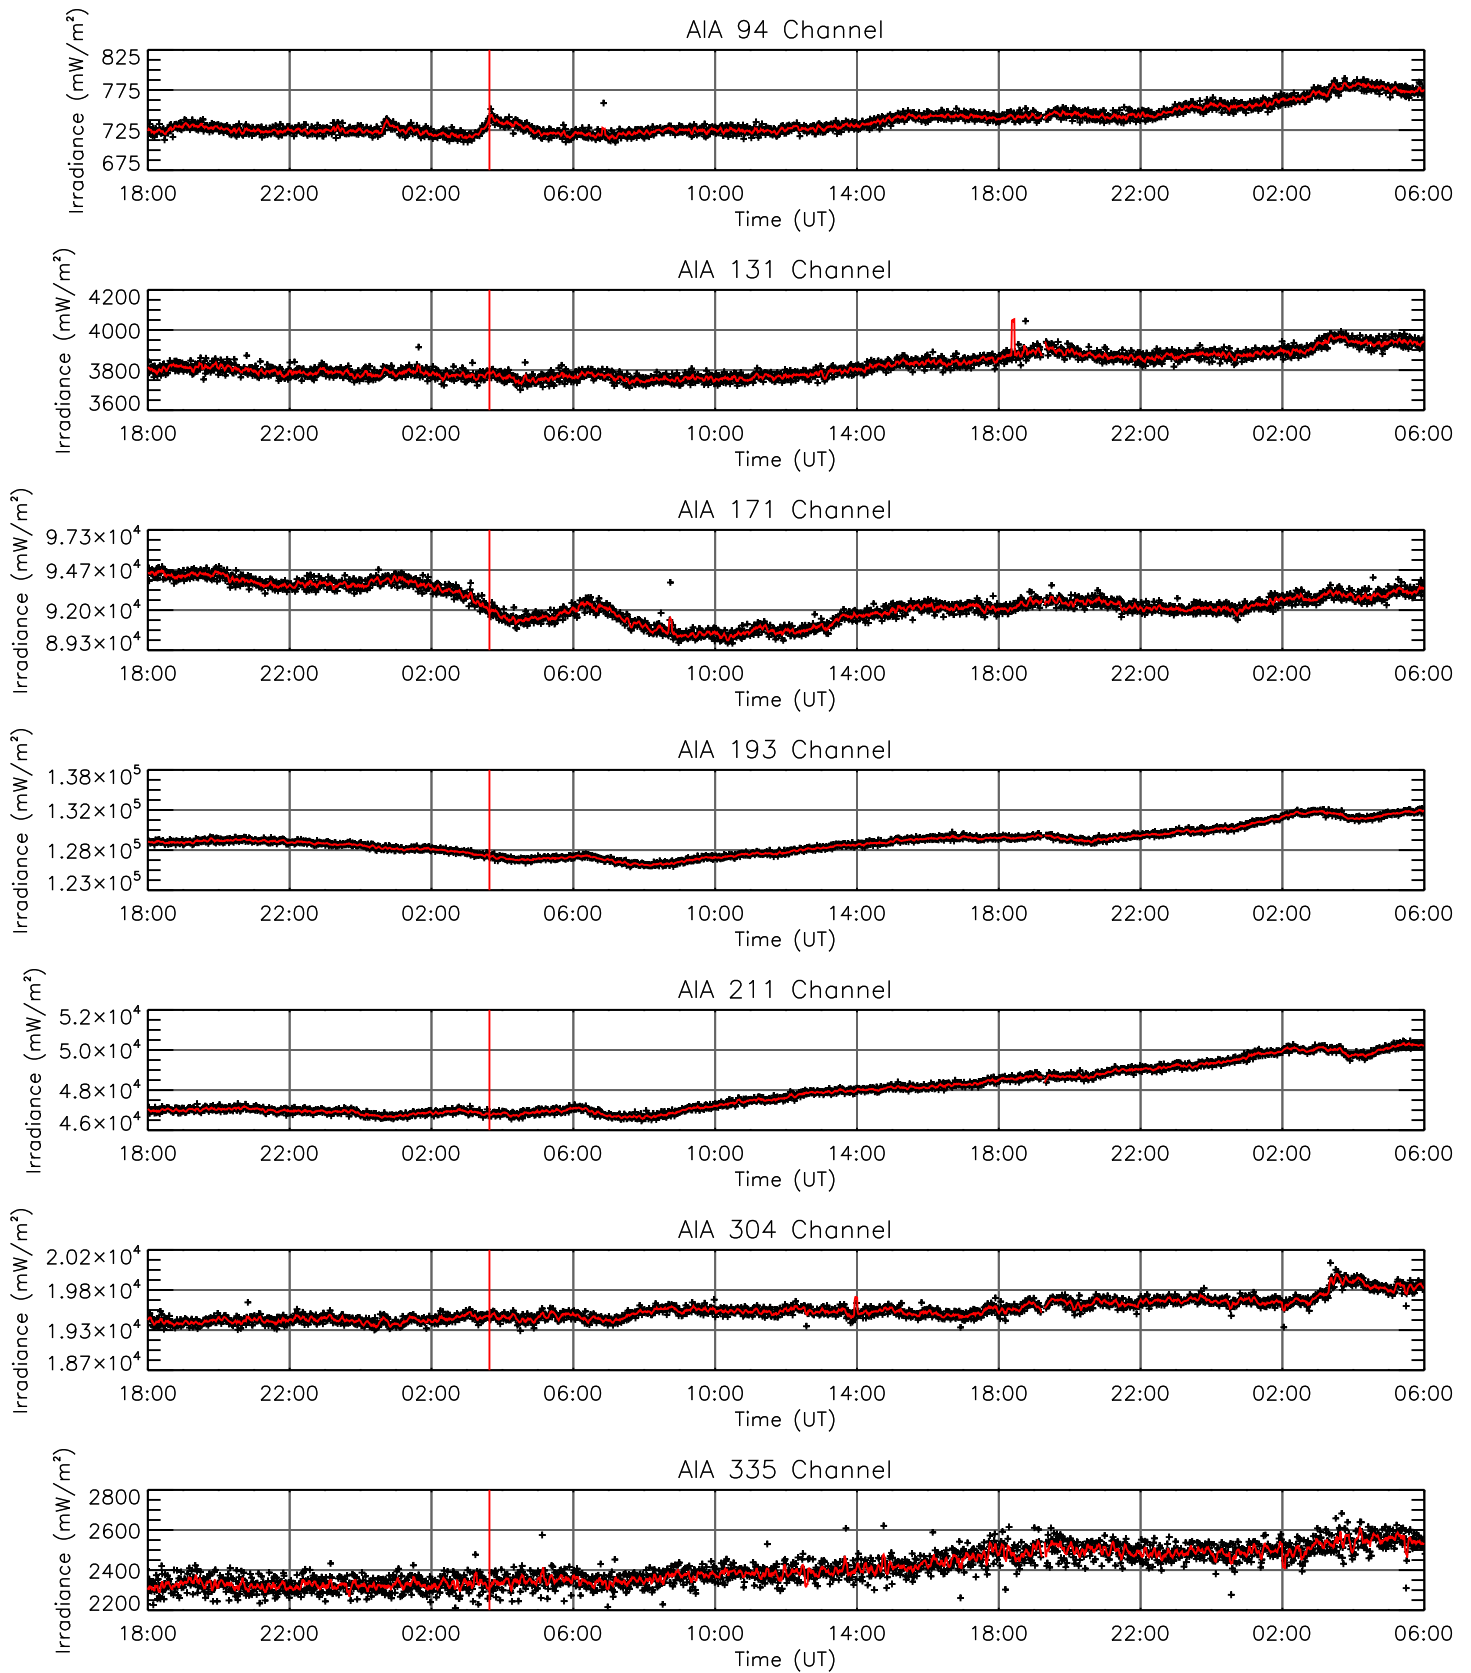 AIA 94 Channel
Irradiance (mW/m²)
825
775
725
675
18:00 22:00 02:00 06:00 10:00 14:00 18:00 22:00 02:00 06:00
Time (UT)
AIA 131 Channel
Irradiance (mW/m²)
4200
4000
3800
3600
18:00 22:00 02:00 06:00 10:00 14:00 18:00 22:00 02:00 06:00
Time (UT)
AIA 171 Channel
Irradiance (mW/m²)
9.73×10⁴
9.47×10⁴
9.20×10⁴
8.93×10⁴
18:00 22:00 02:00 06:00 10:00 14:00 18:00 22:00 02:00 06:00
Time (UT)
AIA 193 Channel
Irradiance (mW/m²)
1.38×10⁵
1.32×10⁵
1.28×10⁵
1.23×10⁵
18:00 22:00 02:00 06:00 10:00 14:00 18:00 22:00 02:00 06:00
Time (UT)
AIA 211 Channel
Irradiance (mW/m²)
5.2×10⁴
5.0×10⁴
4.8×10⁴
4.6×10⁴
18:00 22:00 02:00 06:00 10:00 14:00 18:00 22:00 02:00 06:00
Time (UT)
AIA 304 Channel
Irradiance (mW/m²)
2.02×10⁴
1.98×10⁴
1.93×10⁴
1.87×10⁴
18:00 22:00 02:00 06:00 10:00 14:00 18:00 22:00 02:00 06:00
Time (UT)
AIA 335 Channel
Irradiance (mW/m²)
2800
2600
2400
2200
18:00 22:00 02:00 06:00 10:00 14:00 18:00 22:00 02:00 06:00
Time (UT)